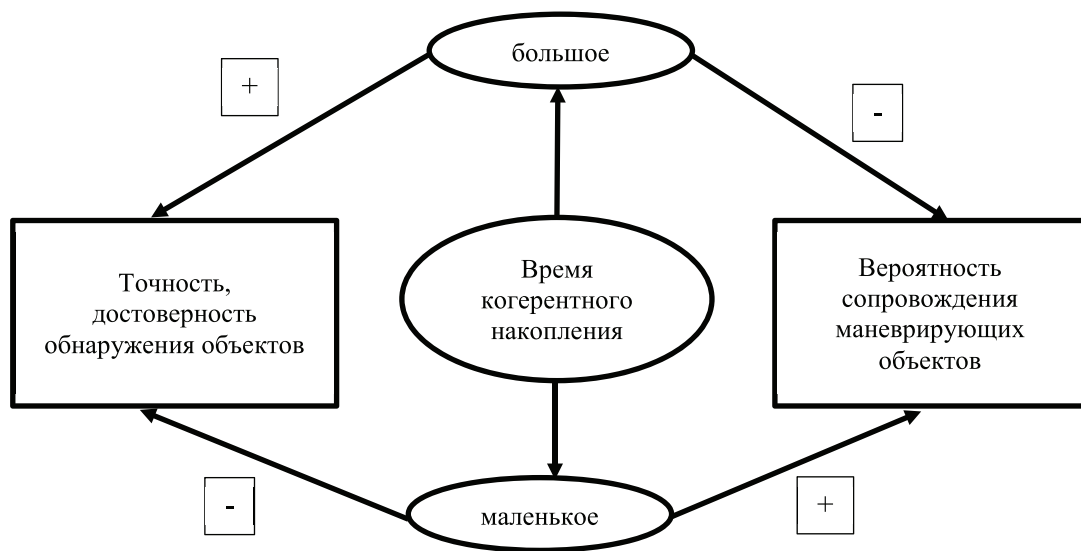 большое
+
-
Точность,
достоверность
обнаружения объектов
Время
когерентного
накопления
Вероятность
сопровождения
маневрирующих
объектов
-
маленькое
+